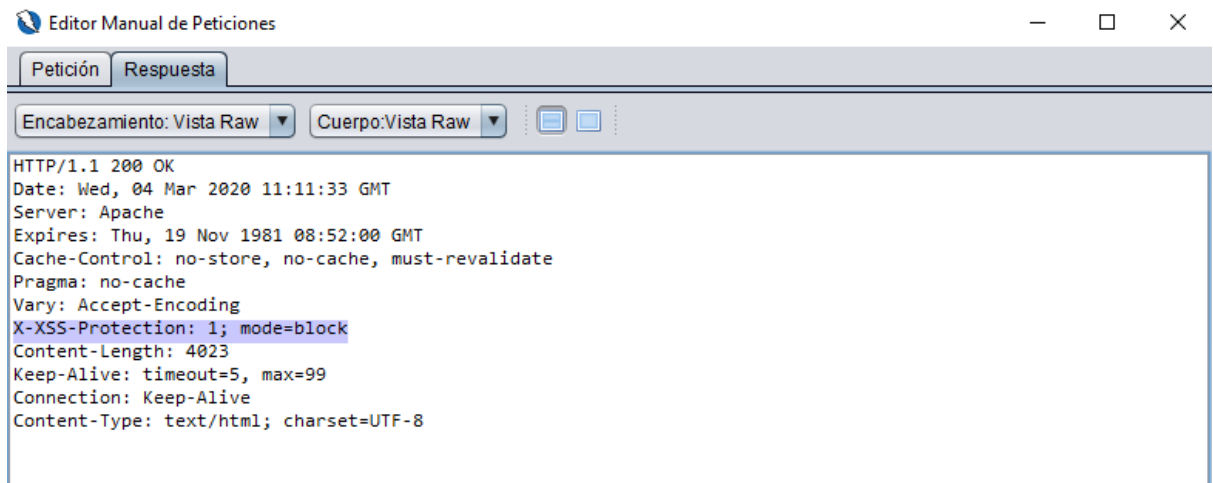 Editor Manual de Peticiones
Petición Respuesta
Encabezamiento: Vista Raw Cuerpo:Vista Raw
HTTP/1.1 200 OK
Date: Wed, 04 Mar 2020 11:11:33 GMT
Server: Apache
Expires: Thu, 19 Nov 1981 08:52:00 GMT
Cache-Control: no-store, no-cache, must-revalidate
Pragma: no-cache
Vary: Accept-Encoding
X-XSS-Protection: 1; mode=block
Content-Length: 4023
Keep-Alive: timeout=5, max=99
Connection: Keep-Alive
Content-Type: text/html; charset=UTF-8